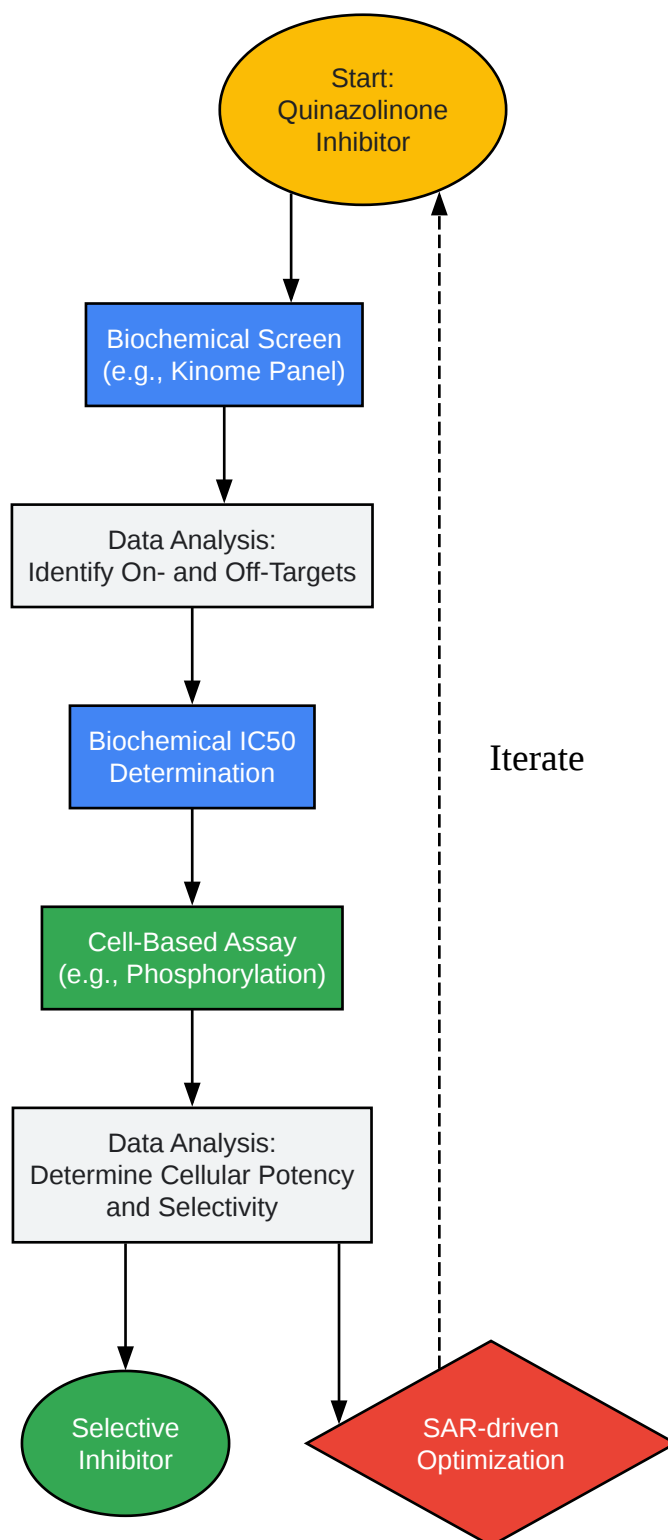 Start:
Quinazolinone
Inhibitor
Biochemical Screen
(e.g., Kinome Panel)
Data Analysis:
Identify On- and Off-Targets
Biochemical IC50
Determination
Iterate
Cell-Based Assay
(e.g., Phosphorylation)
Data Analysis:
Determine Cellular Potency
and Selectivity
Selective
Inhibitor
SAR-driven
Optimization